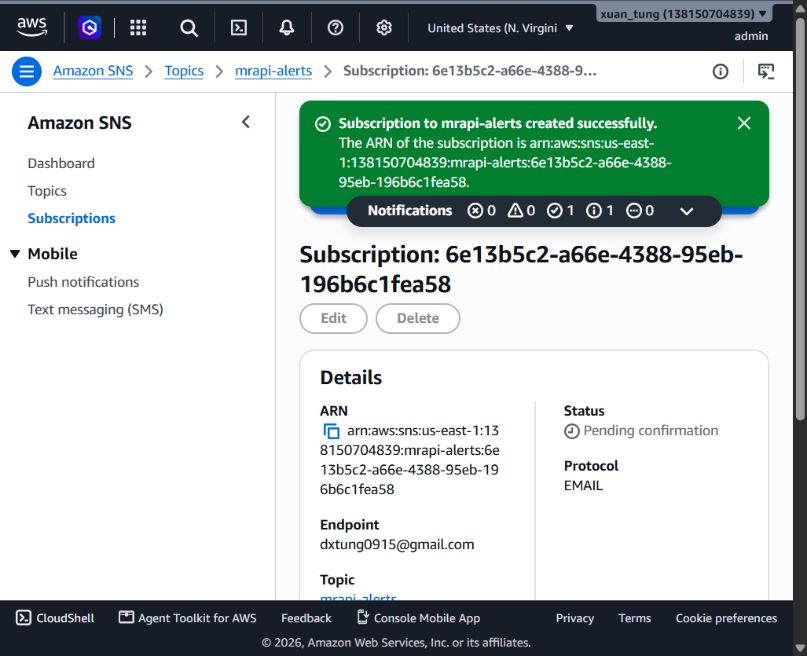 aws
United States (N. Virgini
xuan_tung (138150704839)
admin
Amazon SNS
Topics
mrapi-alerts
Subscription: 6e13b5c2-a66e-4388-9...
Amazon SNS
Dashboard
Topics
Subscriptions
Mobile
Push notifications
Text messaging (SMS)
Subscription to mrapi-alerts created successfully.
The ARN of the subscription is arn:aws:sns:us-east-
1:138150704839:mrapi-alerts:6e13b5c2-a66e-4388-
95eb-196b6c1fea58.
Notifications 0 0 1 1 0
Subscription: 6e13b5c2-a66e-4388-95eb-
196b6c1fea58
Edit
Delete
Details
ARN
arn:aws:sns:us-east-1:13
8150704839:mrapi-alerts:6e
13b5c2-a66e-4388-95eb-19
6b6c1fea58
Endpoint
dxtung0915@gmail.com
Topic
mrapi-alerts
Status
Pending confirmation
Protocol
EMAIL
CloudShell
Agent Toolkit for AWS
Feedback
Console Mobile App
Privacy
Terms
Cookie preferences
© 2026, Amazon Web Services, Inc. or its affiliates.